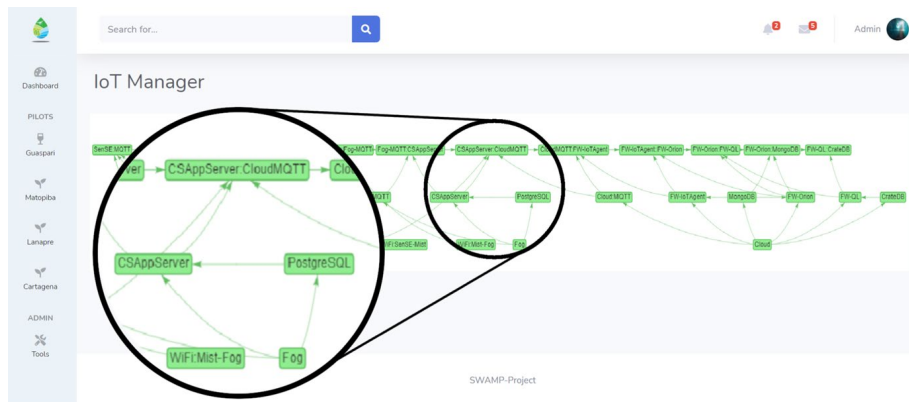 Search for...
2
5
Admin
Dashboard
IoT Manager
PILOTS
Guaspari
Matopiba
Lanapre
Cartagena
ADMIN
Tools
SenSE:MQTT
Fog-MQTT
Fog-MQTT:CSAppServer
CSAppServer:CloudMQTT
CloudMQTT:FW-IoTAgent
FW-IoTAgent:FW-Orion
FW-Orion:FW-QL
FW-Orion:MongoDB
FW-QL:CrateDB
MQTT
CSAppServer
PostgreSQL
Cloud:MQTT
FW-IoTAgent
MongoDB
FW-Orion
FW-QL
CrateDB
WiFi:SenSE-Mist
WiFi:Mist-Fog
Fog
Cloud
ver
CSAppServer:CloudMQTT
Clou
CSAppServer
PostgreSQL
WiFi:Mist-Fog
Fog
SWAMP-Project